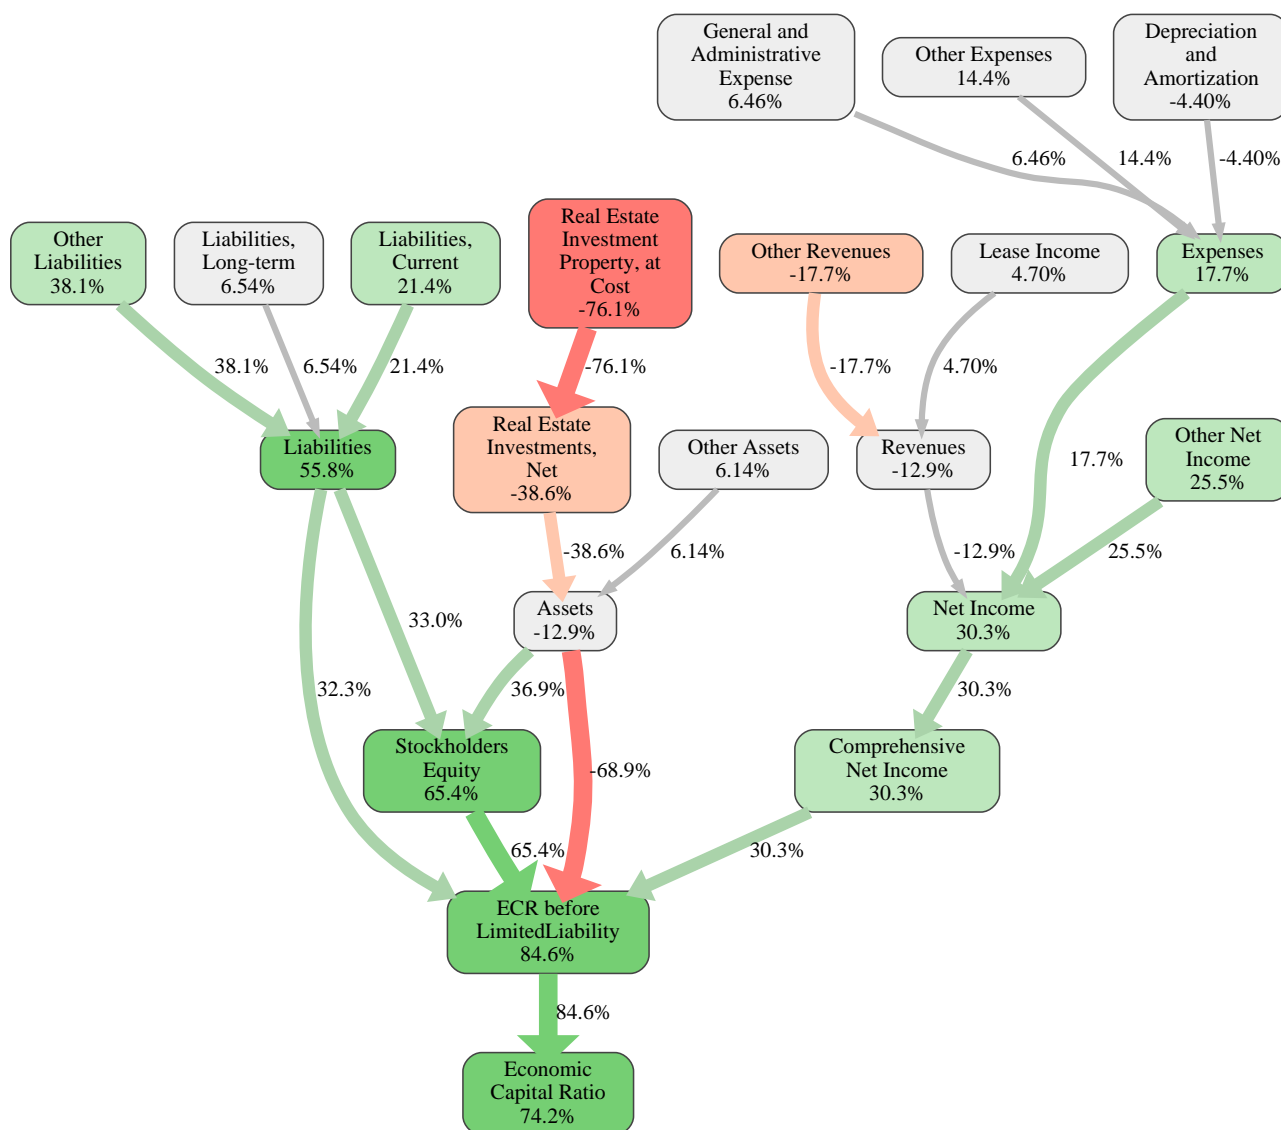 General and
Administrative
Expense
6.46%
Other Expenses
14.4%
Depreciation
and
Amortization
-4.40%
6.46%
14.4%
-4.40%
Other
Liabilities
38.1%
Liabilities,
Long-term
6.54%
Liabilities,
Current
21.4%
Real Estate
Investment
Property, at
Cost
-76.1%
Other Revenues
-17.7%
Lease Income
4.70%
Expenses
17.7%
38.1%
6.54%
21.4%
-76.1%
-17.7%
4.70%
Liabilities
55.8%
Real Estate
Investments,
Net
-38.6%
Other Assets
6.14%
Revenues
-12.9%
17.7%
Other Net
Income
25.5%
-38.6%
6.14%
-12.9%
25.5%
33.0%
Assets
-12.9%
Net Income
30.3%
32.3%
36.9%
30.3%
Stockholders
Equity
65.4%
-68.9%
Comprehensive
Net Income
30.3%
65.4%
30.3%
ECR before
LimitedLiability
84.6%
84.6%
Economic
Capital Ratio
74.2%